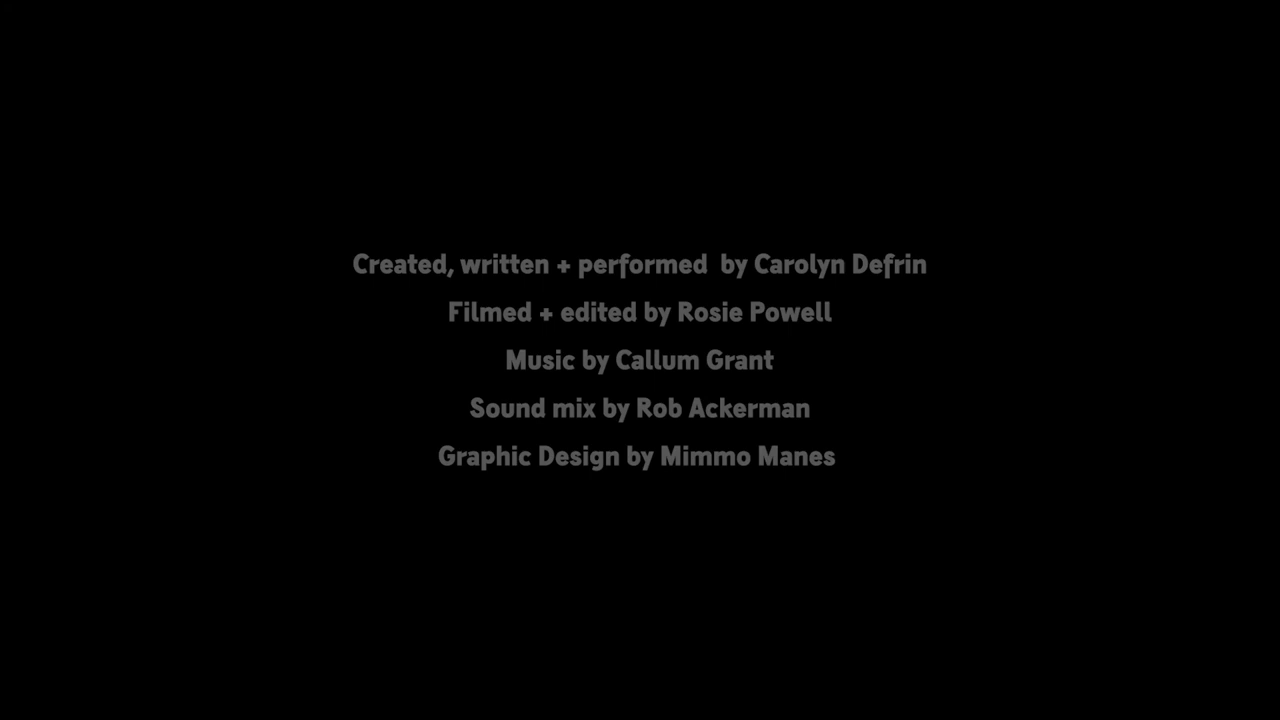 Created, written + performed  by Carolyn Defrin
Filmed + edited by Rosie Powell
Music by Callum Grant
Sound mix by Rob Ackerman
Graphic Design by Mimmo Manes